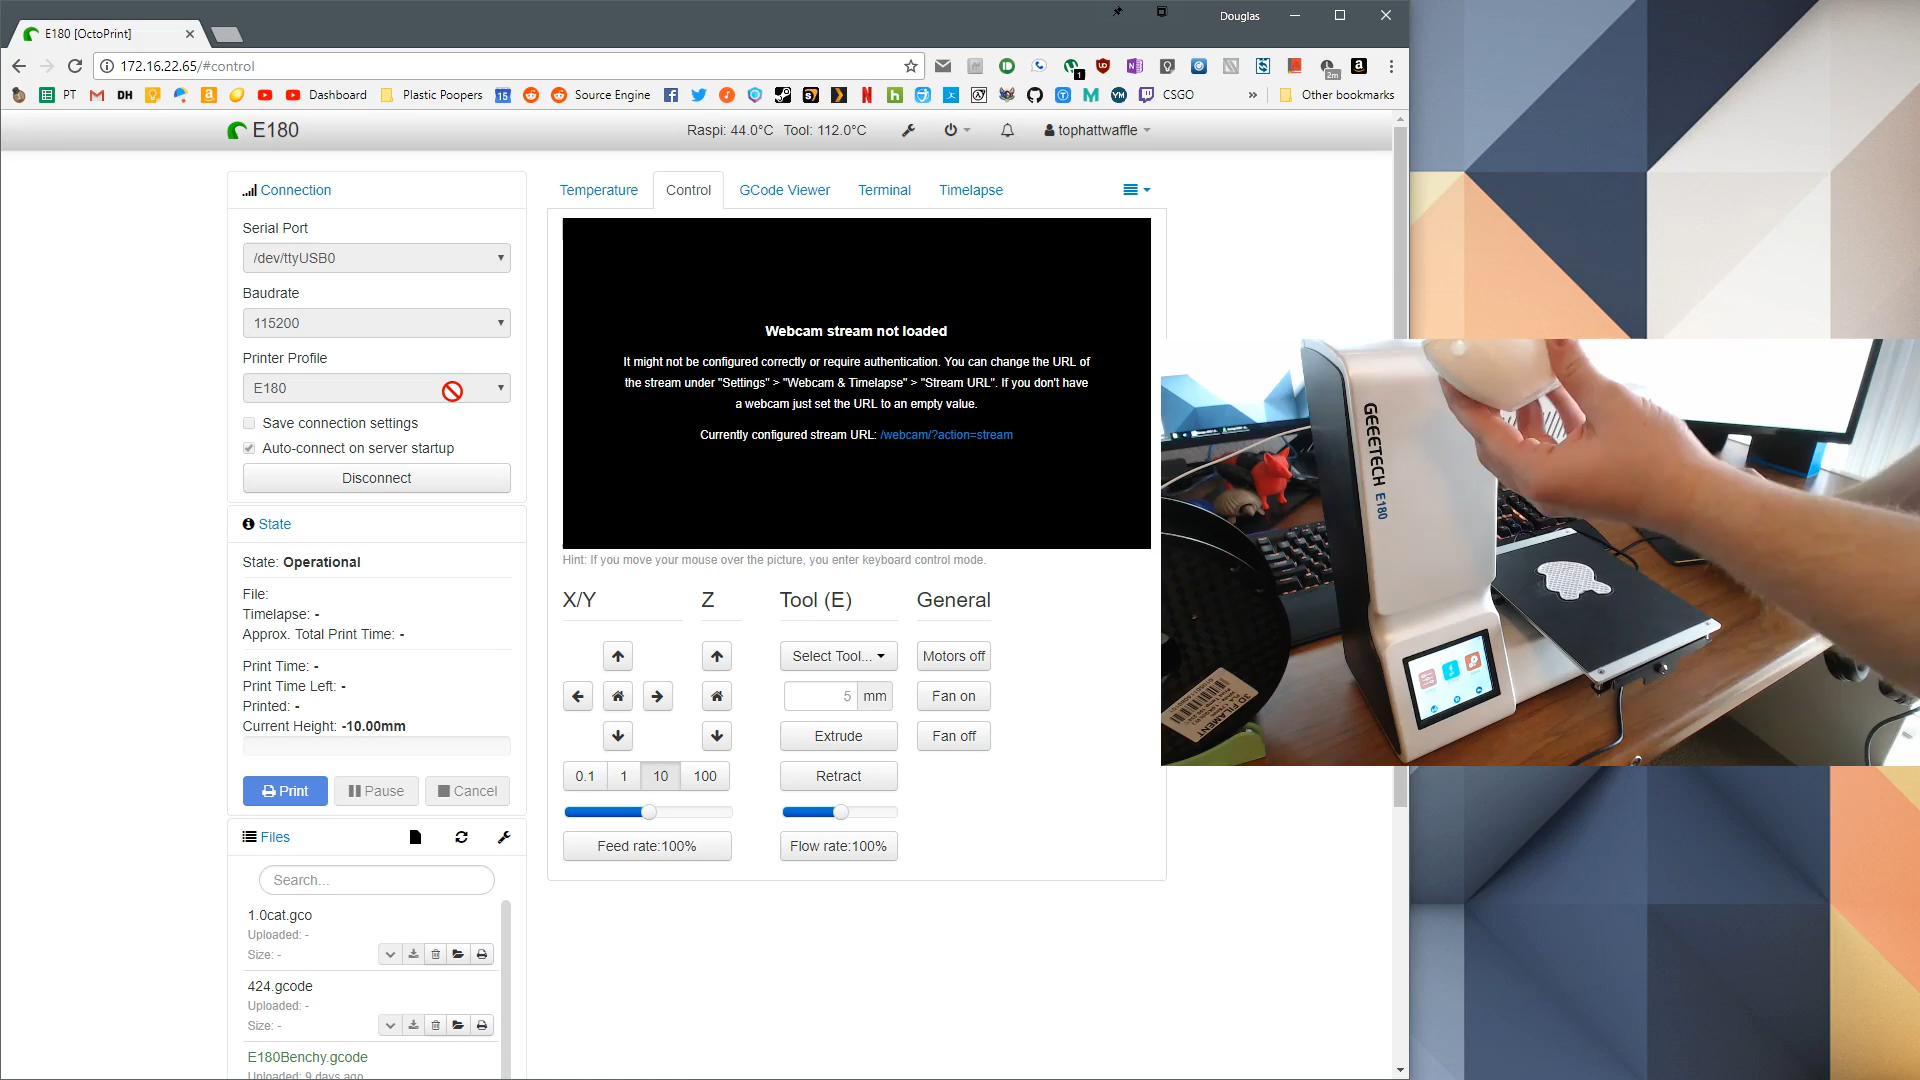 Douglas
E180 [OctoPrint]
172.16.22.65/#control
PT
DH
Dashboard
Plastic Poopers
15
Source Engine
CSGO
Other bookmarks
E180
Raspi: 44.0°C Tool: 112.0°C
tophattwaffle
Connection
Serial Port
/dev/ttyUSB0
Baudrate
115200
Printer Profile
E180
Save connection settings
Auto-connect on server startup
Disconnect
State
State: Operational
File:
Timelapse: -
Approx. Total Print Time: -
Print Time: -
Print Time Left: -
Printed: -
Current Height: -10.00mm
Print
Pause
Cancel
Files
Search...
1.0cat.gco
Uploaded: -
Size: -
424.gcode
Uploaded: -
Size: -
E180Benchy.gcode
Uploaded: 9 days ago
Temperature
Control
GCode Viewer
Terminal
Timelapse
Webcam stream not loaded
It might not be configured correctly or require authentication. You can change the URL of
the stream under "Settings" > "Webcam & Timelapse" > "Stream URL". If you don't have
a webcam just set the URL to an empty value.
Currently configured stream URL: /webcam/?action=stream
Hint: If you move your mouse over the picture, you enter keyboard control mode.
X/Y
Z
Tool (E)
General
Select Tool...
Motors off
5 mm
Fan on
Extrude
Fan off
0.1 1 10 100
Retract
Feed rate:100%
Flow rate:100%
GEEETECH E180
3D FILAMENT